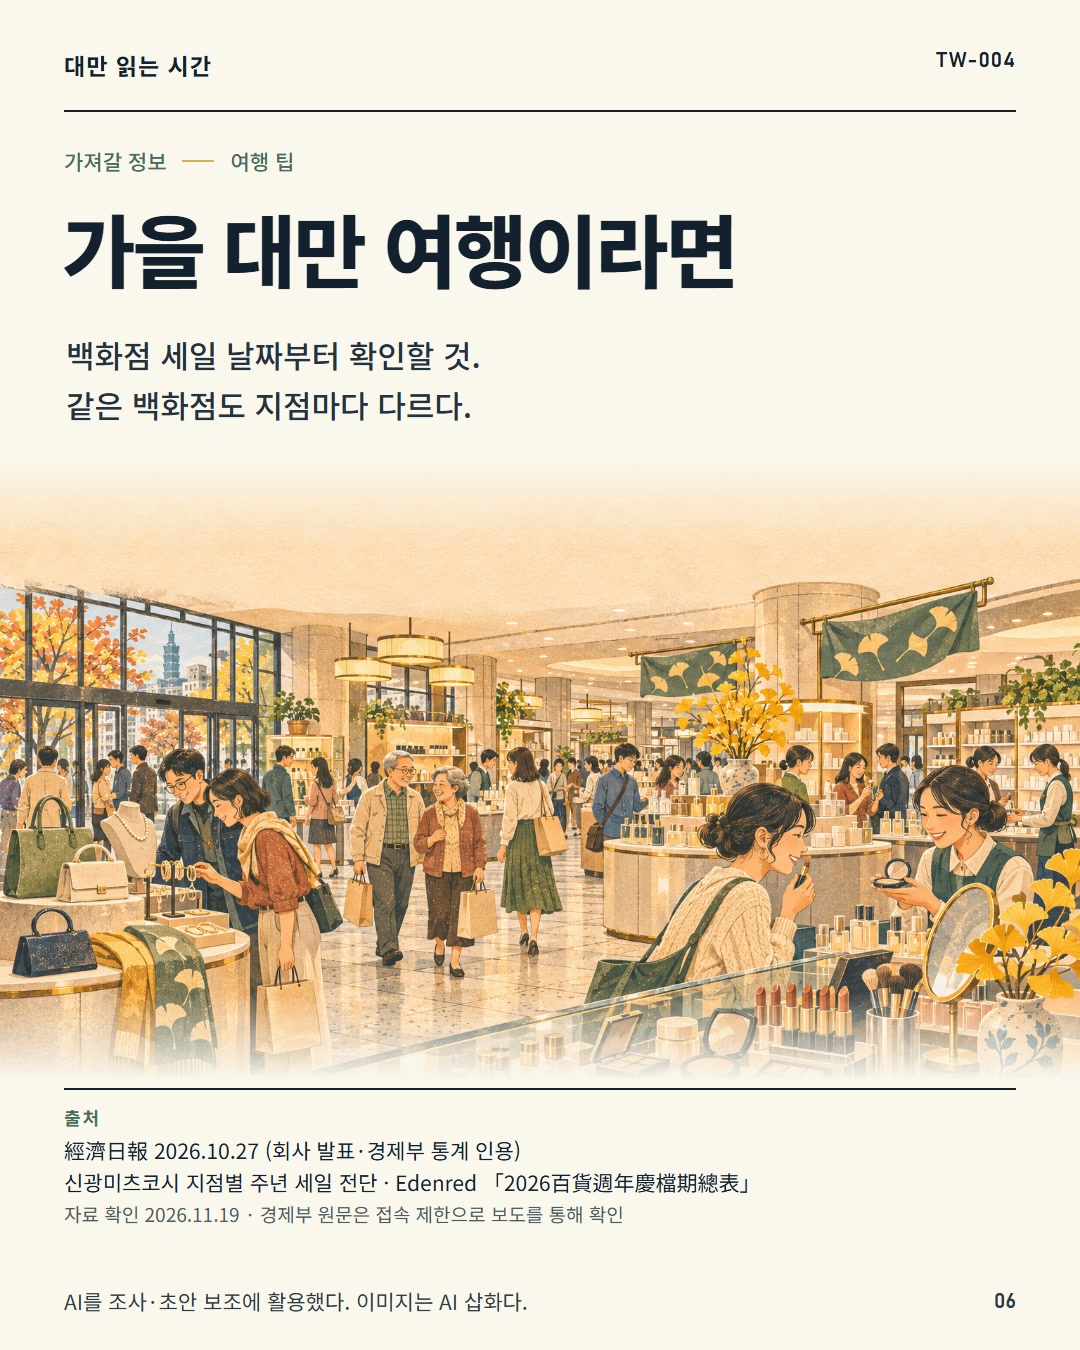 대만 읽는 시간
TW-004
가져갈 정보 — 여행 팁
가을 대만 여행이라면
백화점 세일 날짜부터 확인할 것.
같은 백화점도 지점마다 다르다.
출처
經濟日報 2026.10.27 (회사 발표·경제부 통계 인용)
신광미츠코시 지점별 주년 세일 전단 · Edenred 「2026百貨週年慶檔期總表」
자료 확인 2026.11.19 · 경제부 원문은 접속 제한으로 보도를 통해 확인
AI를 조사·초안 보조에 활용했다. 이미지는 AI 삽화다.
06